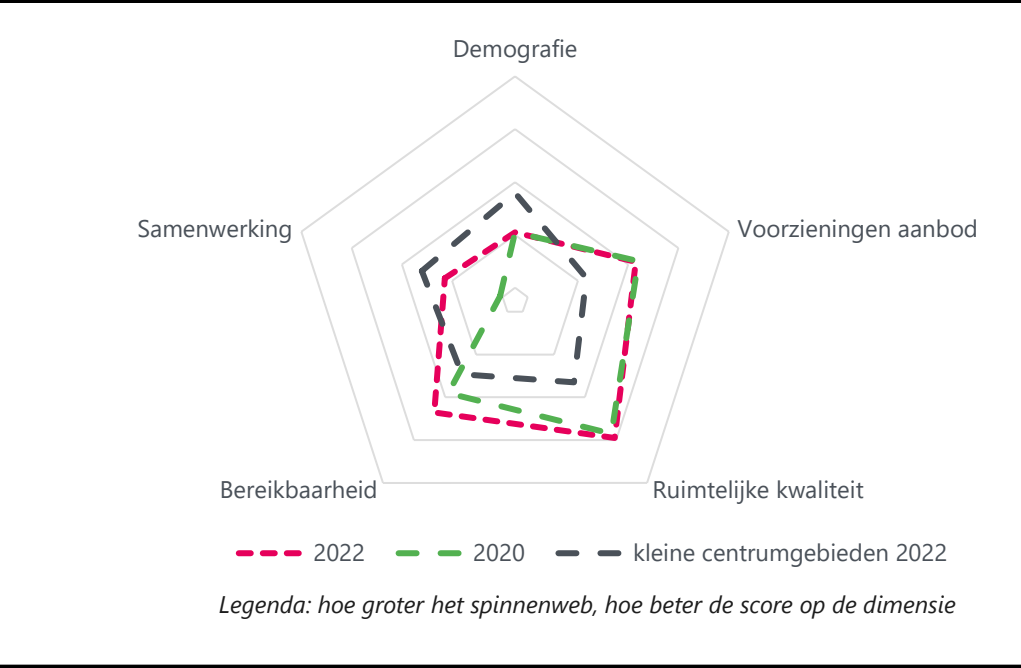 Demografie
Samenwerking
Voorzieningen aanbod
Bereikbaarheid
Ruimtelijke kwaliteit
2022
2020
kleine centrumgebieden 2022
Legenda: hoe groter het spinnenweb, hoe beter de score op de dimensie